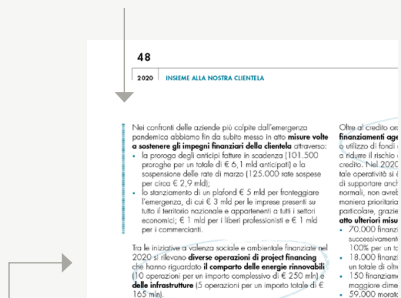 48
2020 INSIEME ALLA NOSTRA CLIENTELA
Nei confronti delle aziende più colpite dall'emergenza
pandemica abbiamo fin da subito messo in atto misure volte
a sostenere gli impegni finanziari della clientela attraverso:
• la proroga degli anticipi fatture in scadenza (101.500
proroghe per un totale di € 6,1 mld anticipati) e la
sospensione delle rate di marzo (125.000 rate sospese
per circa € 2,9 mld);
• lo stanziamento di un plafond € 5 mld per fronteggiare
l'emergenza, di cui € 3 mld per le imprese presenti su
tutto il territorio nazionale e appartenenti a tutti i settori
economici; € 1 mld per i liberi professionisti e € 1 mld
per i commercianti.
Tra le iniziative a valenza sociale e ambientale finanziate nel
2020 si rilevano diverse operazioni di project financing
che hanno riguardato il comparto delle energie rinnovabili
(10 operazioni per un importo complessivo di € 250 mln) e
delle infrastrutture (5 operazioni per un importo totale di €
165 mln).
Oltre al credito or
finanziamenti age
o utilizzo di fondi
a ridurre il rischio
credito. Nel 2020
tale operatività si
di supportare anch
normali, non avreb
maniera prioritaria
particolare, grazie
atto ulteriori misu
• 70.000 finanzi
successivament
100% per un to
• 18.000 finanzi
un totale di oltre
• 150 finanziame
maggiore dime
• 59.000 morato